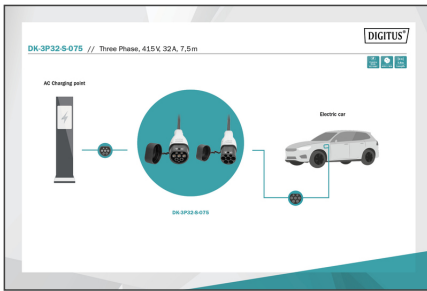 DIGITUS®
DK-3P32-S-075 // Three Phase, 415 V, 32 A, 7,5 m
AC Charging point
Electric car
DK-3P32-S-075